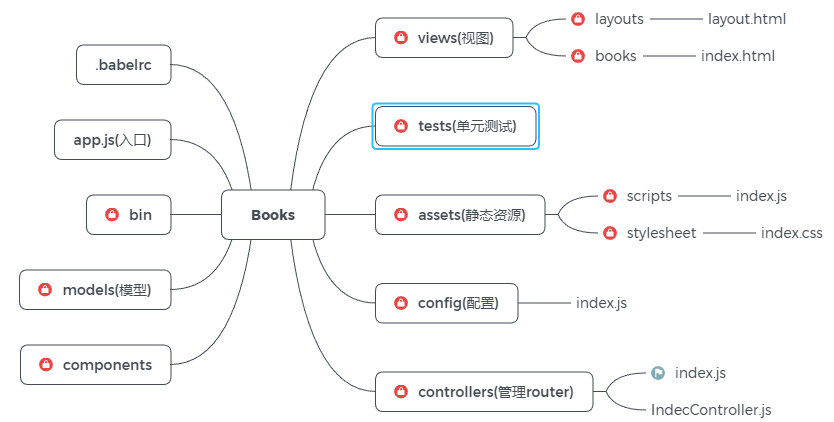 Books
.babelrc
app.js(入口)
bin
models(模型)
components
views(视图)
layouts
layout.html
books
index.html
tests(单元测试)
assets(静态资源)
scripts
index.js
stylesheet
index.css
config(配置)
index.js
controllers(管理router)
index.js
IndecController.js